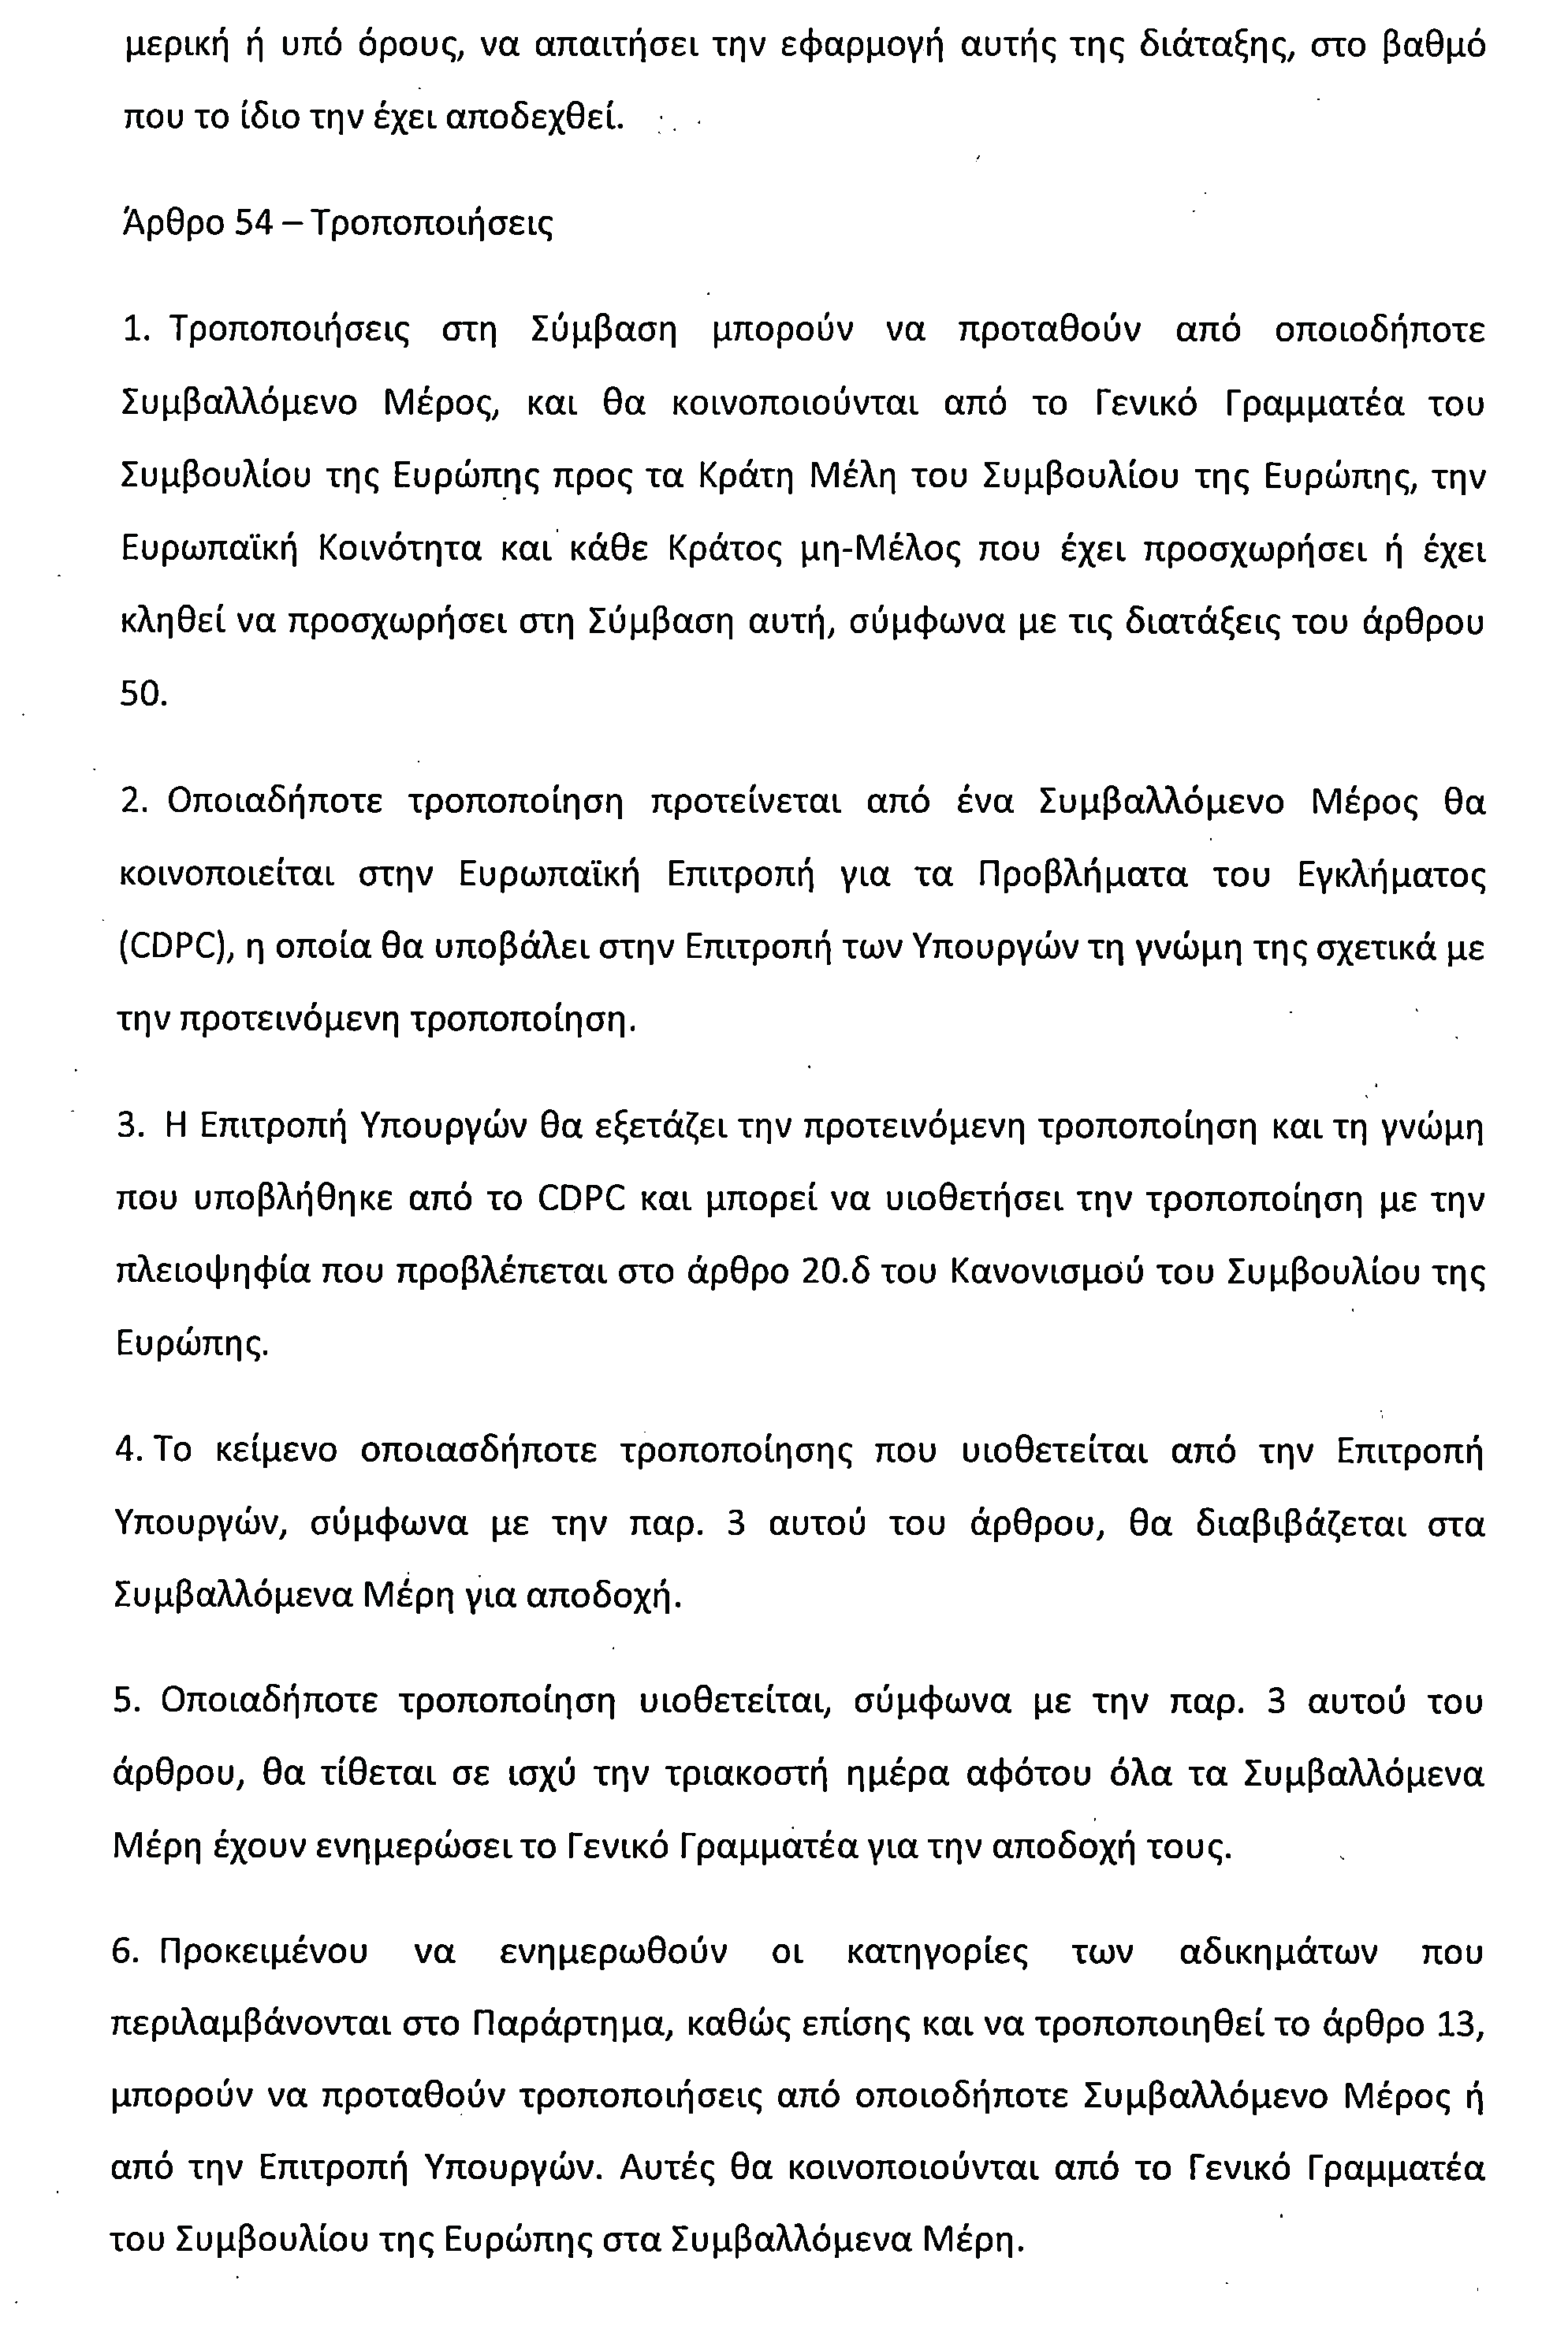 μερική ή υπό όρους, να απαιτήσει την εφαρμογή αυτής της διάταξης, στο βαθμό
που το ίδιο την έχει αποδεχθεί.
Άρθρο 54 – Τροποποιήσεις
1. Τροποποιήσεις στη Σύμβαση μπορούν να προταθούν από οποιοδήποτε
Συμβαλλόμενο Μέρος, και θα κοινοποιούνται από το Γενικό Γραμματέα του
Συμβουλίου της Ευρώπης προς τα Κράτη Μέλη του Συμβουλίου της Ευρώπης, την
Ευρωπαϊκή Κοινότητα και κάθε Κράτος μη-Μέλος που έχει προσχωρήσει ή έχει
κληθεί να προσχωρήσει στη Σύμβαση αυτή, σύμφωνα με τις διατάξεις του άρθρου
50.
2. Οποιαδήποτε τροποποίηση προτείνεται από ένα Συμβαλλόμενο Μέρος θα
κοινοποιείται στην Ευρωπαϊκή Επιτροπή για τα Προβλήματα του Εγκλήματος
(CDPC), η οποία θα υποβάλει στην Επιτροπή των Υπουργών τη γνώμη της σχετικά με
την προτεινόμενη τροποποίηση.
3. Η Επιτροπή Υπουργών θα εξετάζει την προτεινόμενη τροποποίηση και τη γνώμη
που υποβλήθηκε από το CDPC και μπορεί να υιοθετήσει την τροποποίηση με την
πλειοψηφία που προβλέπεται στο άρθρο 20.δ του Κανονισμού του Συμβουλίου της
Ευρώπης.
4. Το κείμενο οποιασδήποτε τροποποίησης που υιοθετείται από την Επιτροπή
Υπουργών, σύμφωνα με την παρ. 3 αυτού του άρθρου, θα διαβιβάζεται στα
Συμβαλλόμενα Μέρη για αποδοχή.
5. Οποιαδήποτε τροποποίηση υιοθετείται, σύμφωνα με την παρ. 3 αυτού του
άρθρου, θα τίθεται σε ισχύ την τριακοστή ημέρα αφότου όλα τα Συμβαλλόμενα
Μέρη έχουν ενημερώσει το Γενικό Γραμματέα για την αποδοχή τους.
6. Προκειμένου να ενημερωθούν οι κατηγορίες των αδικημάτων που
περιλαμβάνονται στο Παράρτημα, καθώς επίσης και να τροποποιηθεί το άρθρο 13,
μπορούν να προταθούν τροποποιήσεις από οποιοδήποτε Συμβαλλόμενο Μέρος ή
από την Επιτροπή Υπουργών. Αυτές θα κοινοποιούνται από το Γενικό Γραμματέα
του Συμβουλίου της Ευρώπης στα Συμβαλλόμενα Μέρη.